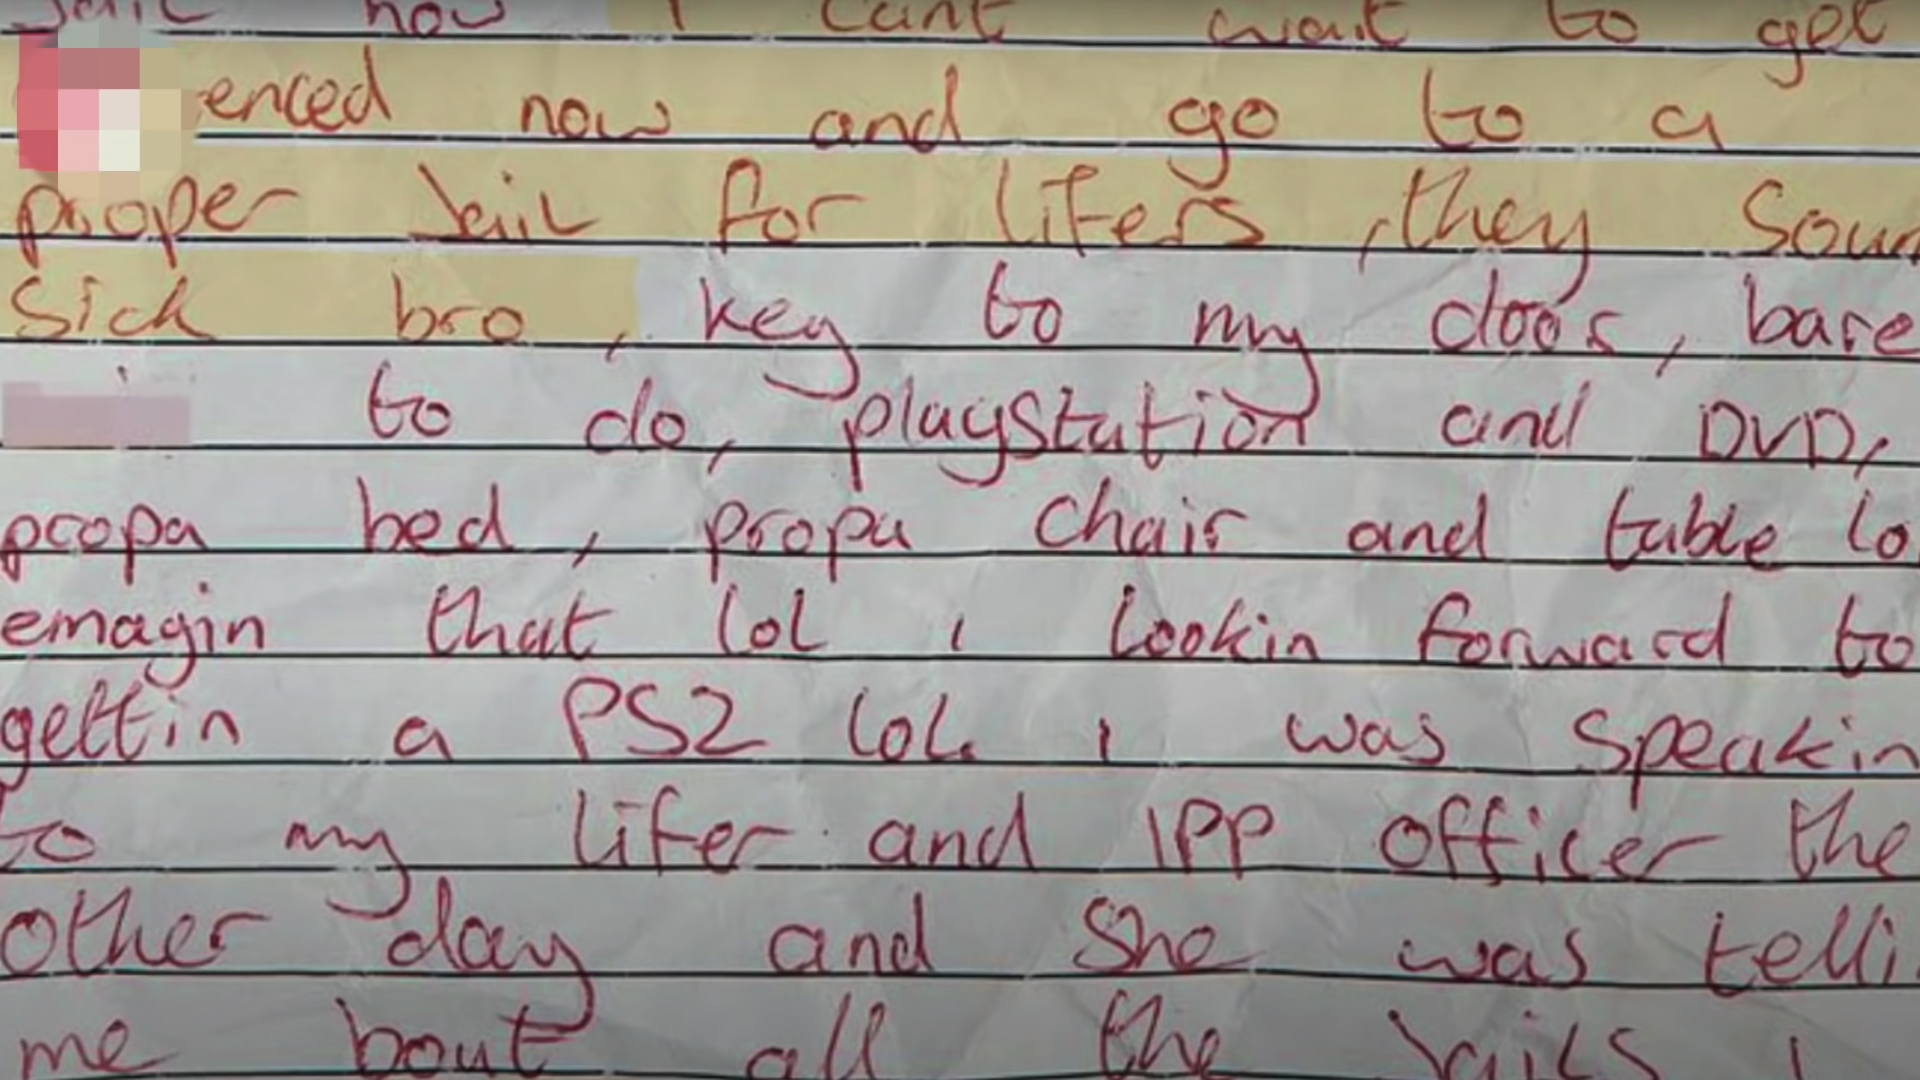 Jail now I cant wait to get
enced now and go to a
proper Jail for lifers, they Soun
Sick bro, key to my door, bare
to do, playstation and DVD,
propa bed, propa chair and table lo
emagin that lol i lookin forward to
gettin a PS2 loL i was Speakin
to my lifer and IPP officer the
other day and She was telli
me bout all the Jails i